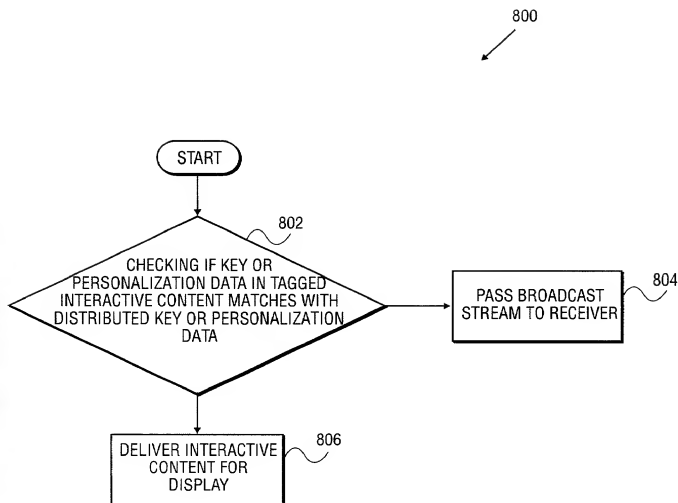 800
START
802
CHECKING IF KEY OR
PERSONALIZATION DATA IN TAGGED
INTERACTIVE CONTENT MATCHES WITH
DISTRIBUTED KEY OR PERSONALIZATION
DATA
PASS BROADCAST
STREAM TO RECEIVER
804
DELIVER INTERACTIVE
CONTENT FOR
DISPLAY
806